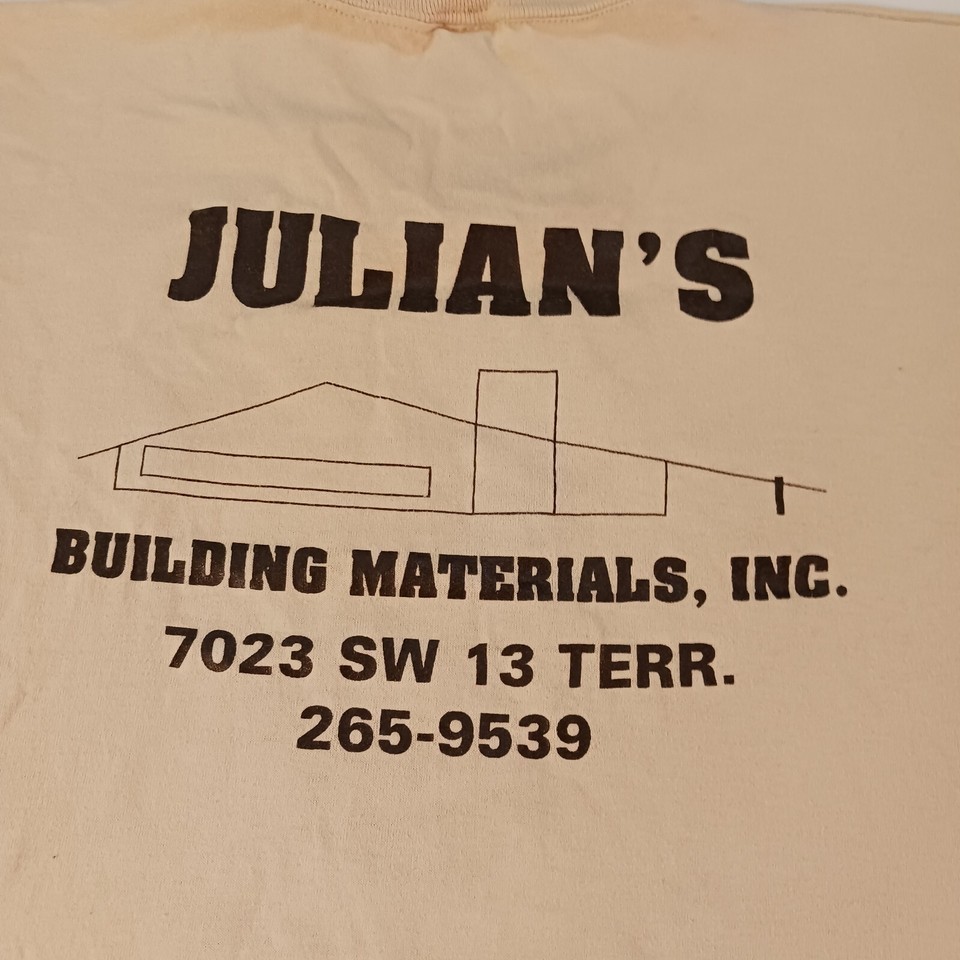 JULIAN'S
BUILDING MATERIALS, INC.
7023 SW 13 TERR.
265-9539